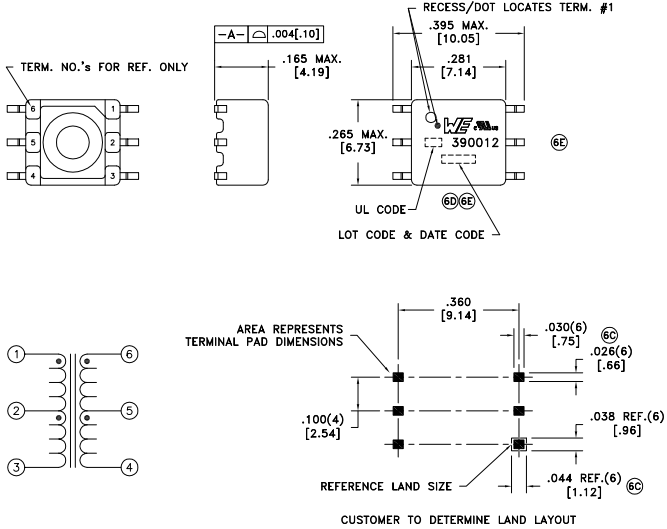 RECESS/DOT LOCATES TERM. #1
-A- .004[.10]
.395 MAX.
[10.05]
.165 MAX.
[4.19]
.281
[7.14]
TERM. NO.'s FOR REF. ONLY
6 1
5 2
4 3
.265 MAX.
[6.73]
WE
390012
6E
6D 6E
UL CODE
LOT CODE & DATE CODE
.360
[9.14]
AREA REPRESENTS
TERMINAL PAD DIMENSIONS
.030(6)
[.75]
6C
.026(6)
[.66]
1 6
2 5
3 4
.100(4)
[2.54]
.038 REF.(6)
[.96]
REFERENCE LAND SIZE
.044 REF.(6)
[1.12]
6C
CUSTOMER TO DETERMINE LAND LAYOUT